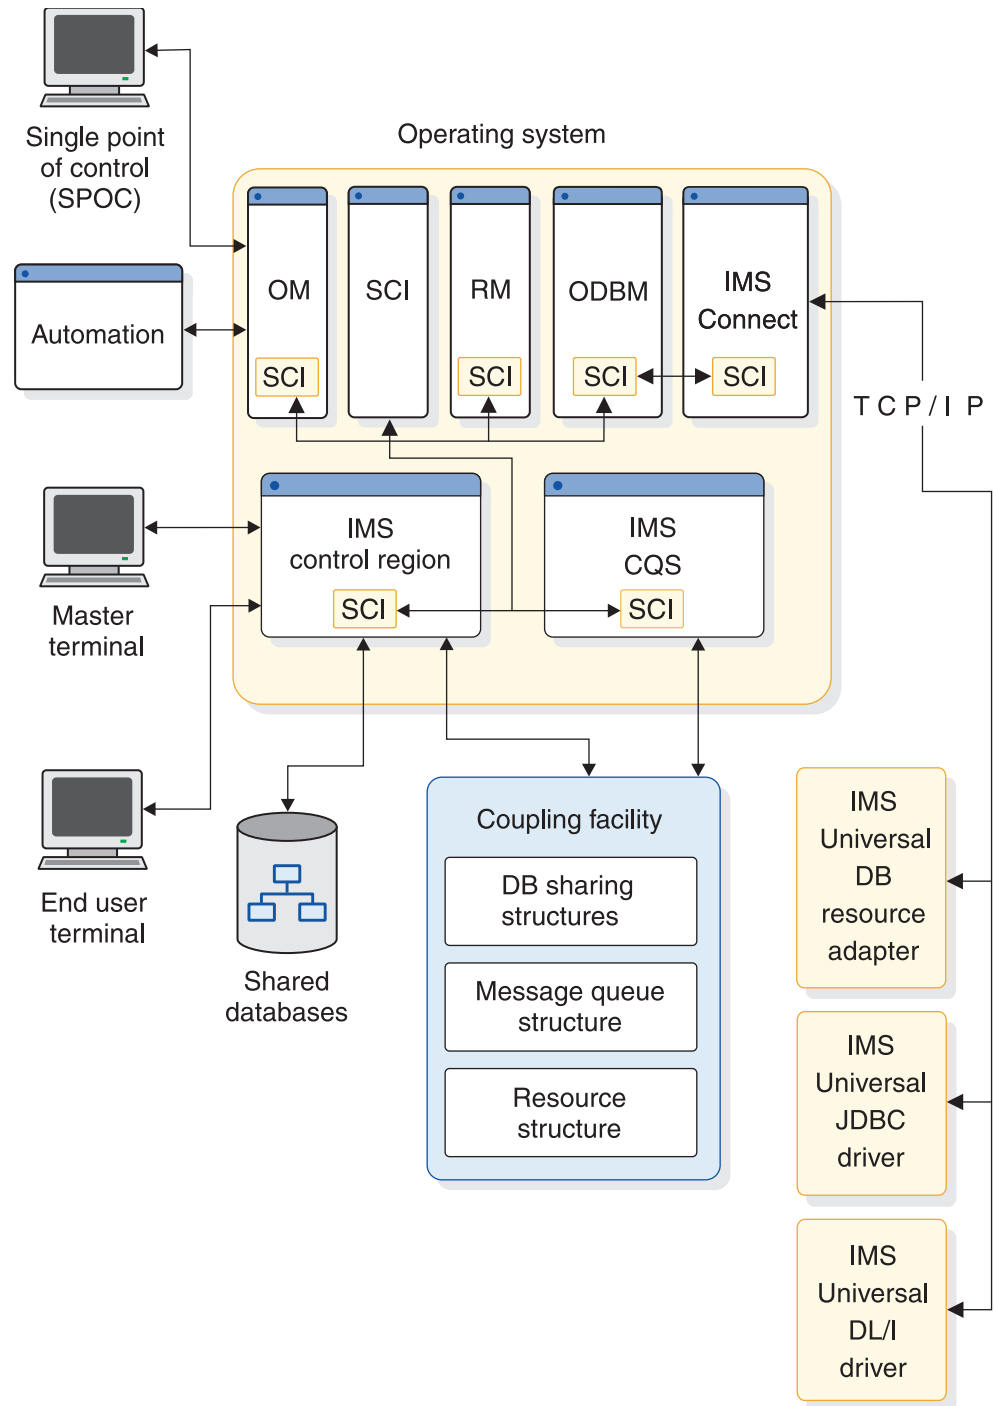 Single point
of control
(SPOC)
Operating system
OM
SCI
SCI
RM
SCI
ODBM
SCI
IMS
Connect
SCI
Automation
TCP/IP
IMS
control region
SCI
IMS
CQS
SCI
Master
terminal
End user
terminal
Shared
databases
Coupling facility
DB sharing
structures
Message queue
structure
Resource
structure
IMS
Universal
DB
resource
adapter
IMS
Universal
JDBC
driver
IMS
Universal
DL/I
driver